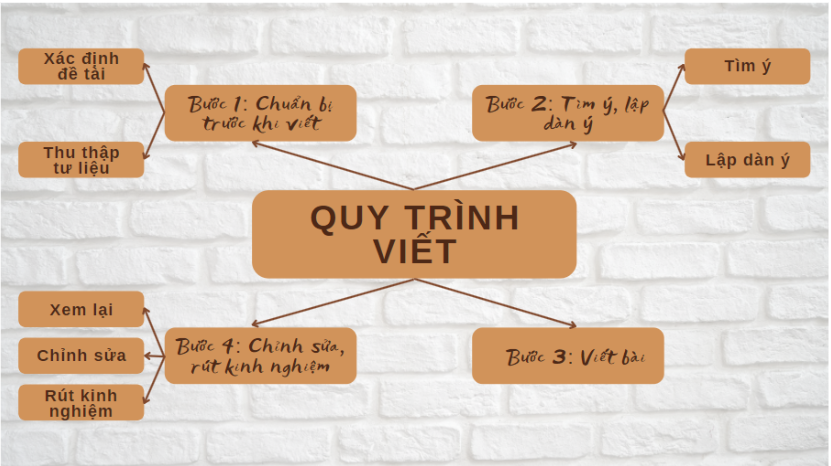 QUY TRÌNH
VIẾT
Bước 1: Chuẩn bị
trước khi viết
Xác định
đề tài
Thu thập
tư liệu
Bước 2: Tìm ý, lập
dàn ý
Tìm ý
Lập dàn ý
Bước 3: Viết bài
Bước 4: Chỉnh sửa,
rút kinh nghiệm
Xem lại
Chỉnh sửa
Rút kinh
nghiệm